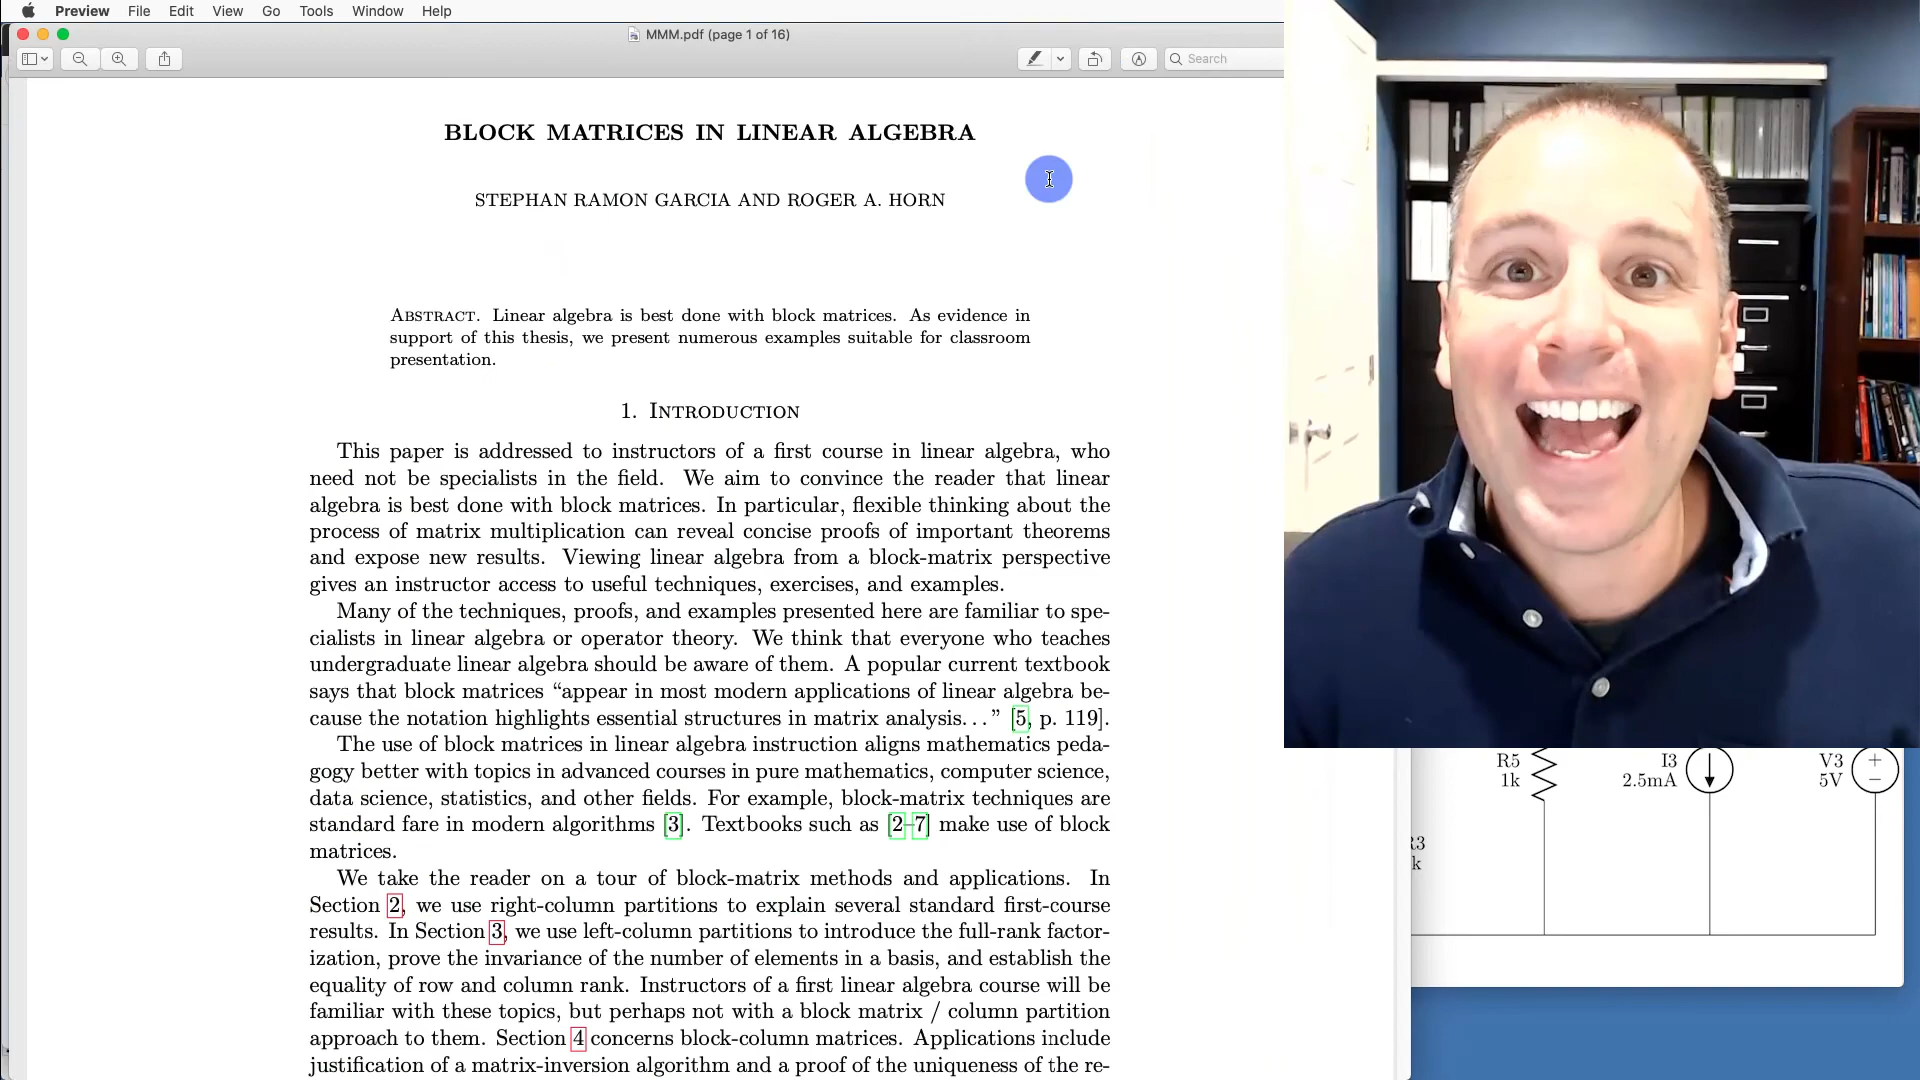 Preview File Edit View Go Tools Window Help
MMM.pdf (page 1 of 16)
Search
BLOCK MATRICES IN LINEAR ALGEBRA
STEPHAN RAMON GARCIA AND ROGER A. HORN
ABSTRACT. Linear algebra is best done with block matrices. As evidence in
support of this thesis, we present numerous examples suitable for classroom
presentation.
1. INTRODUCTION
This paper is addressed to instructors of a first course in linear algebra, who
need not be specialists in the field. We aim to convince the reader that linear
algebra is best done with block matrices. In particular, flexible thinking about the
process of matrix multiplication can reveal concise proofs of important theorems
and expose new results. Viewing linear algebra from a block-matrix perspective
gives an instructor access to useful techniques, exercises, and examples.
Many of the techniques, proofs, and examples presented here are familiar to spe-
cialists in linear algebra or operator theory. We think that everyone who teaches
undergraduate linear algebra should be aware of them. A popular current textbook
says that block matrices “appear in most modern applications of linear algebra be-
cause the notation highlights essential structures in matrix analysis...” [5, p. 119].
The use of block matrices in linear algebra instruction aligns mathematics peda-
gogy better with topics in advanced courses in pure mathematics, computer science,
data science, statistics, and other fields. For example, block-matrix techniques are
standard fare in modern algorithms [3]. Textbooks such as [2–7] make use of block
matrices.
We take the reader on a tour of block-matrix methods and applications. In
Section 2, we use right-column partitions to explain several standard first-course
results. In Section 3, we use left-column partitions to introduce the full-rank factor-
ization, prove the invariance of the number of elements in a basis, and establish the
equality of row and column rank. Instructors of a first linear algebra course will be
familiar with these topics, but perhaps not with a block matrix / column partition
approach to them. Section 4 concerns block-column matrices. Applications include
justification of a matrix-inversion algorithm and a proof of the uniqueness of the re-
R5
1k
I3
2.5mA
V3
5V
+
−
R3
k